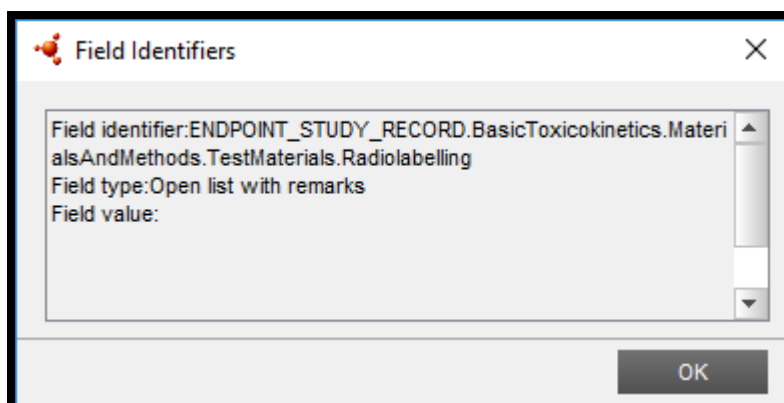 Field Identifiers
Field identifier:ENDPOINT_STUDY_RECORD.BasicToxicokinetics.Materi
alsAndMethods.TestMaterials.Radiolabelling
Field type:Open list with remarks
Field value:
OK